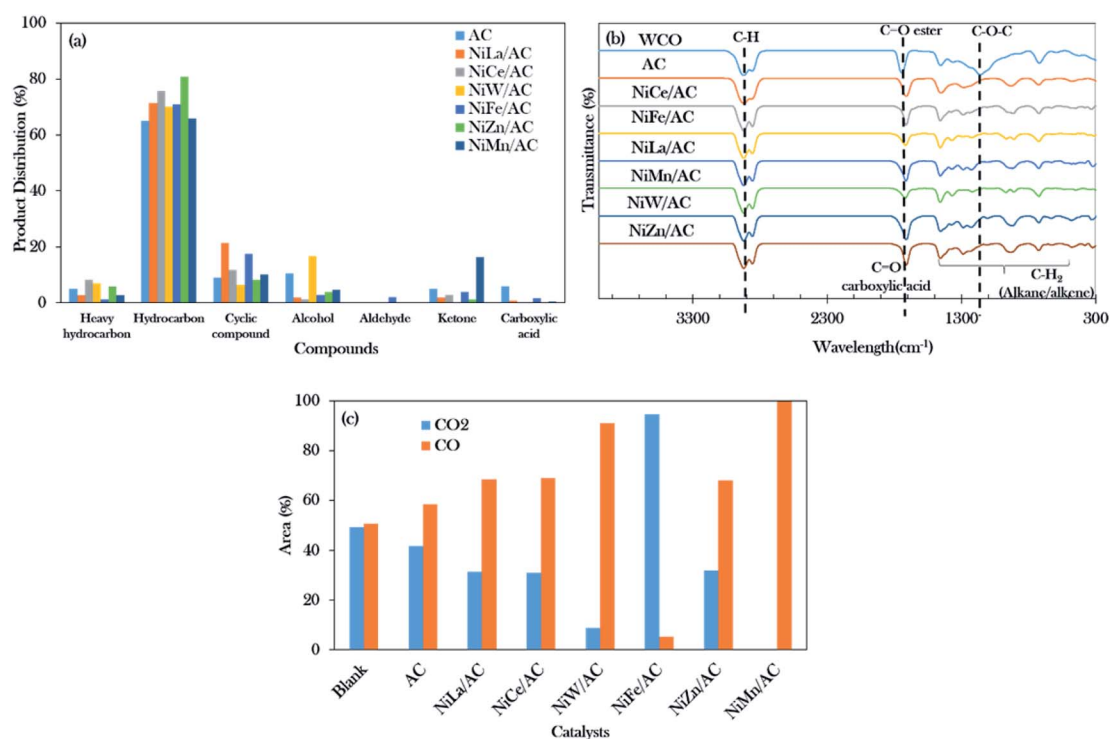 100
80
60
40
20
0
Product Distribution (%)
(a)
AC
NiLa/AC
NiCe/AC
NiW/AC
NiFe/AC
NiZn/AC
NiMn/AC
Heavy
hydrocarbon
Hydrocarbon
Cyclic
compound
Alcohol
Aldehyde
Ketone
Carboxylic
acid
Compounds
(b)
C-H
C=O ester
C-O-C
WCO
AC
NiCe/AC
NiFe/AC
NiLa/AC
NiMn/AC
NiW/AC
NiZn/AC
Transmittance (%)
C=O
carboxylic acid
C-H2
(Alkane/alkene)
3300
2300
1300
300
Wavelength(cm-1)
100
80
60
40
20
0
Area (%)
(c)
CO2
CO
Blank
AC
NiLa/AC
NiCe/AC
NiW/AC
NiFe/AC
NiZn/AC
NiMn/AC
Catalysts